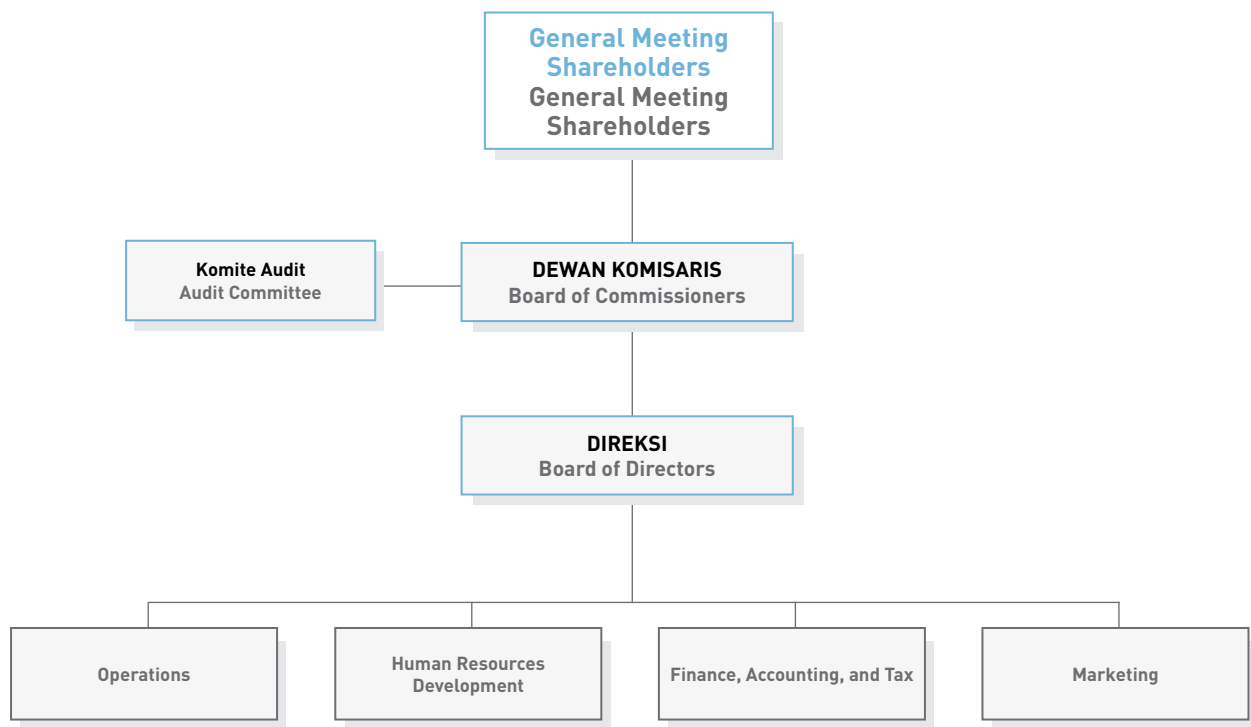 General Meeting
Shareholders
General Meeting
Shareholders
Komite Audit
Audit Committee
DEWAN KOMISARIS
Board of Commissioners
DIREKSI
Board of Directors
Operations
Human Resources
Development
Finance, Accounting, and Tax
Marketing